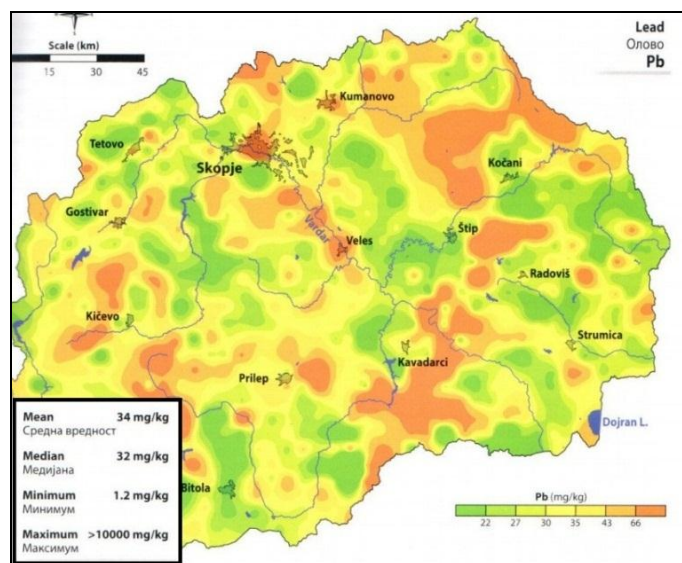 Scale (km)
15 30 45
Lead
Олово
Pb
Kumanovo
Tetovo
Skopje
Kočani
Gostivar
Vardar
Veles
Štip
Radoviš
Kičevo
Strumica
Kavadarci
Prilep
Dojran L.
Bitola
Mean 34 mg/kg
Средна вредност
Median 32 mg/kg
Медијана
Minimum 1.2 mg/kg
Минимум
Maximum >10000 mg/kg
Максимум
Pb (mg/kg)
22 27 30 35 43 66